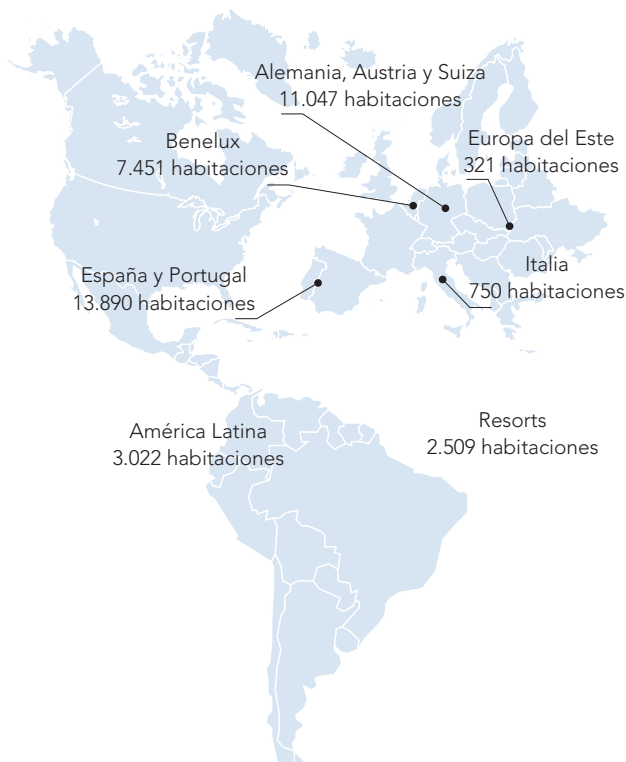 Alemania, Austria y Suiza
11.047 habitaciones
Benelux
7.451 habitaciones
Europa del Este
321 habitaciones
España y Portugal
13.890 habitaciones
Italia
750 habitaciones
América Latina
3.022 habitaciones
Resorts
2.509 habitaciones